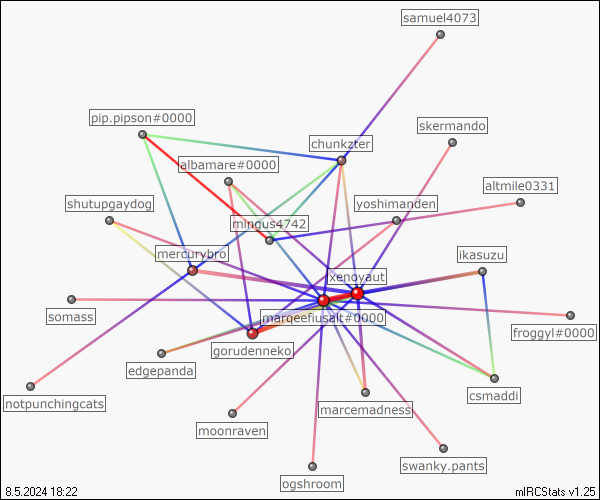 samuel4073
pip.pipson#0000
skermando
chunkzter
albamare#0000
altmile0331
shutupgaydog
yoshimanden
mingus4742
mercurybro
ikasuzu
xenoyaut
somass
marqeefiusalt#0000
froggyl#0000
gorudenneko
edgepanda
csmaddi
notpunchingcats
marcemadness
moonraven
swanky.pants
ogshroom
8.5.2024 18:22
mIRCStats v1.25